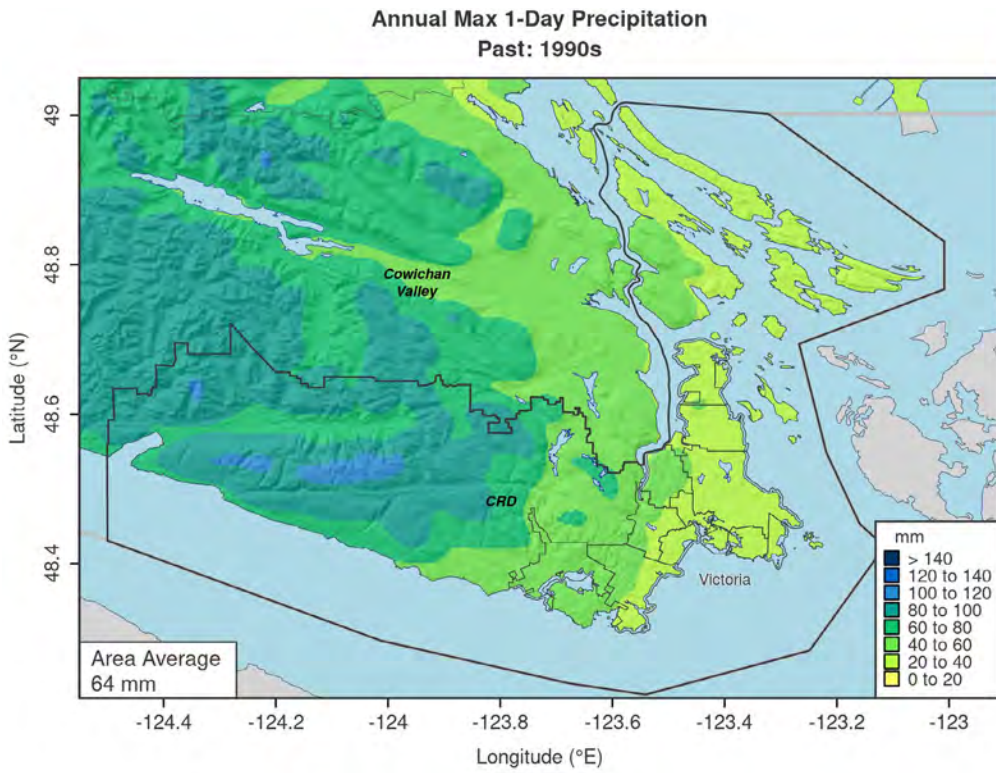 Annual Max 1-Day Precipitation
Past: 1990s
Latitude (°N)
49
48.8
48.6
48.4
Cowichan
Valley
CRD
Victoria
mm
> 140
120 to 140
100 to 120
80 to 100
60 to 80
40 to 60
20 to 40
0 to 20
Area Average
64 mm
-124.4
-124.2
-124
-123.8
-123.6
-123.4
-123.2
-123
Longitude (°E)